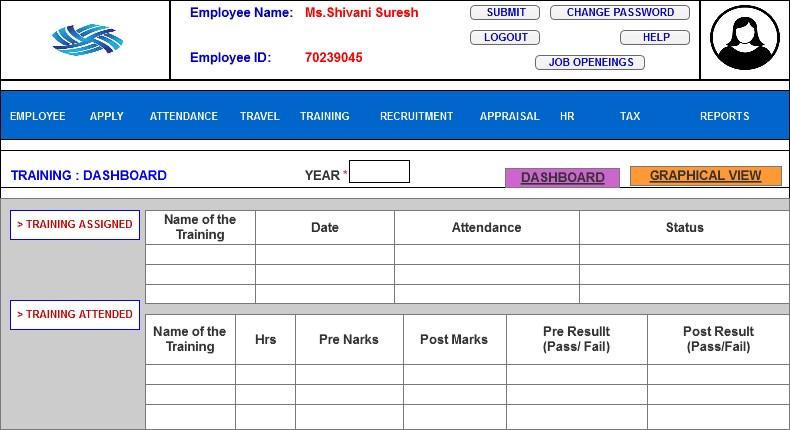 Employee Name: Ms.Shivani Suresh
SUBMIT CHANGE PASSWORD
LOGOUT HELP
Employee ID: 70239045
JOB OPENEINGS
EMPLOYEE APPLY ATTENDANCE TRAVEL TRAINING RECRUITMENT APPRAISAL HR TAX REPORTS
TRAINING : DASHBOARD YEAR * DASHBOARD GRAPHICAL VIEW
> TRAINING ASSIGNED
Name of the
Training Date Attendance Status
> TRAINING ATTENDED
Name of the
Training Hrs Pre Narks Post Marks Pre Resullt
(Pass/ Fail) Post Result
(Pass/Fail)